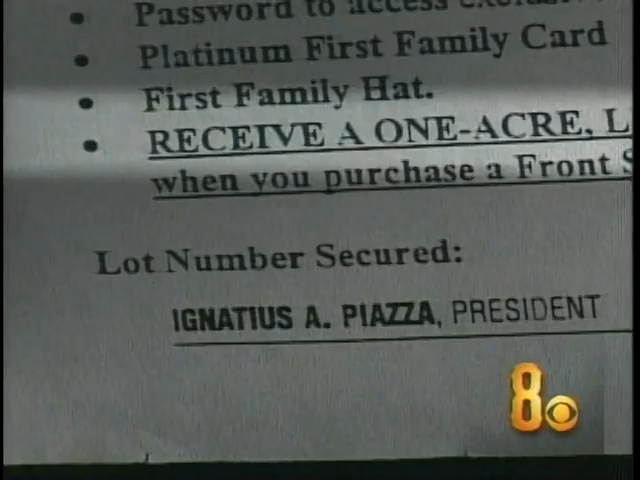 • Password to access
• Platinum First Family Card
• First Family Hat.
• RECEIVE A ONE-ACRE, L
when you purchase a Front S
Lot Number Secured:
IGNATIUS A. PIAZZA, PRESIDENT
8